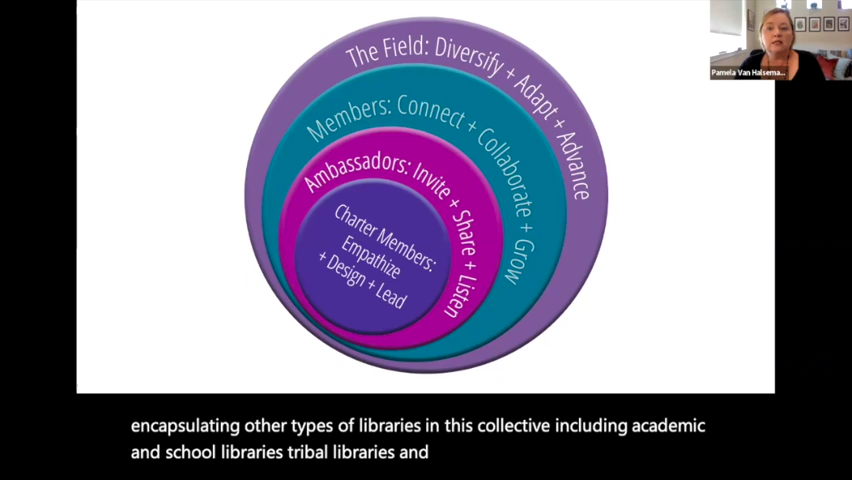 The Field: Diversify + Adapt + Advance
Members: Connect + Collaborate + Grow
Ambassadors: Invite + Share + Listen
Charter Members:
Empathize
+ Design + Lead
Pamela Van Halsema...
encapsulating other types of libraries in this collective including academic
and school libraries tribal libraries and